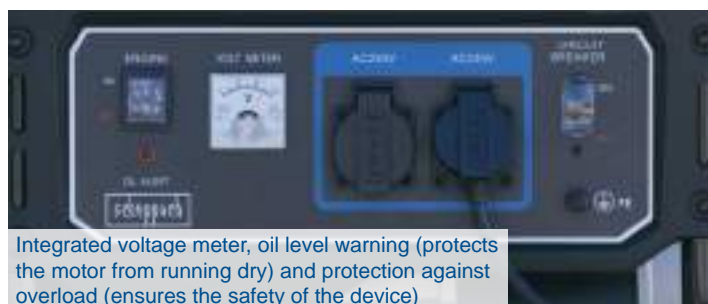 ENGINE
VOLT METER
AC230V
AC230V
CIRCUIT
BREAKER
V
OIL ALERT
scheppach
Integrated voltage meter, oil level warning (protects
the motor from running dry) and protection against
overload (ensures the safety of the device)